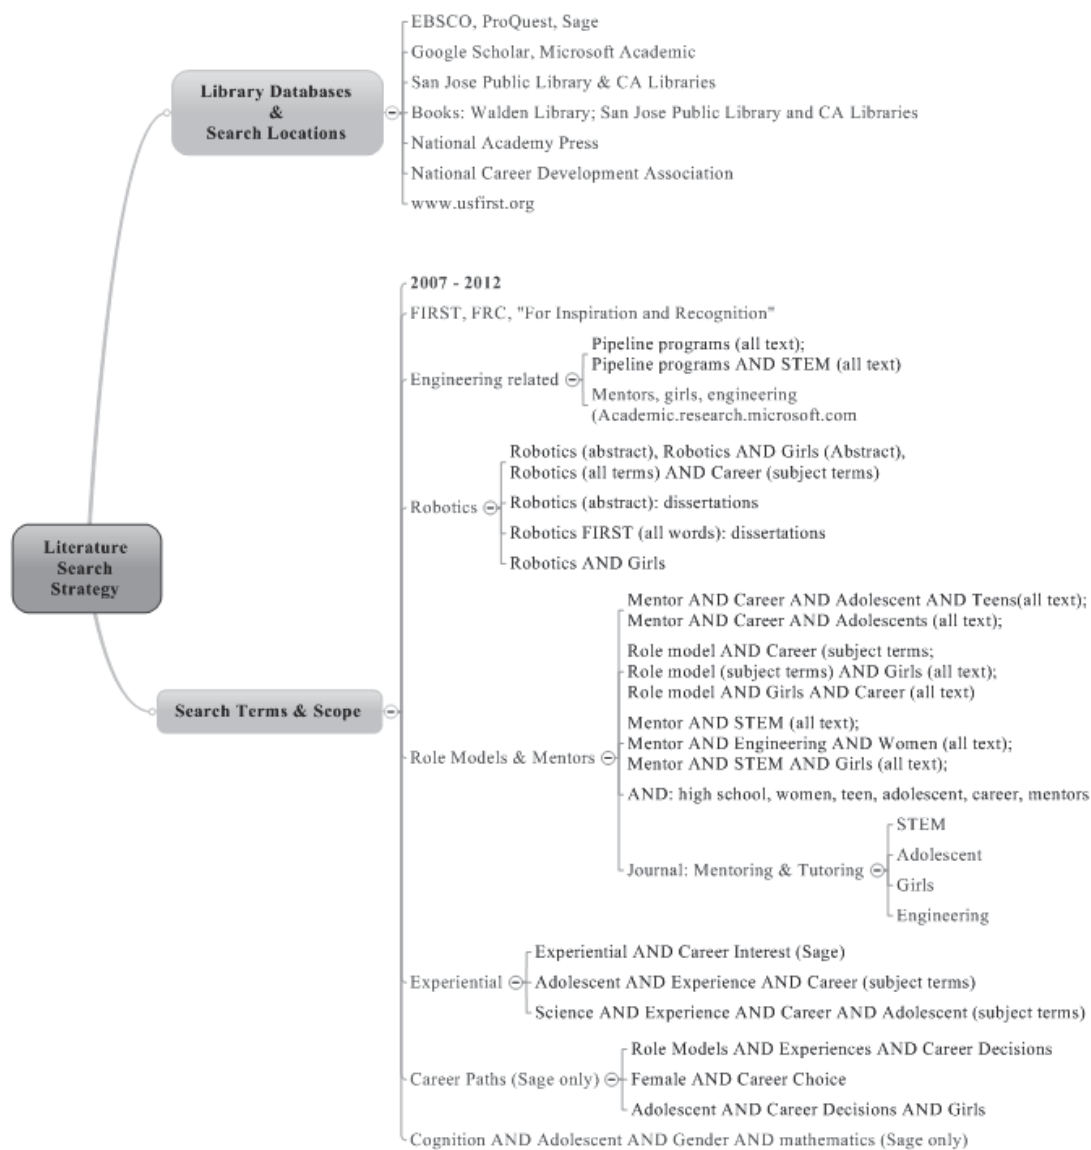 EBSCO, ProQuest, Sage
Google Scholar, Microsoft Academic
Library Databases
&
Search Locations
San Jose Public Library & CA Libraries
Books: Walden Library; San Jose Public Library and CA Libraries
National Academy Press
National Career Development Association
www.usfirst.org
Literature
Search
Strategy
Search Terms & Scope
2007 - 2012
FIRST, FRC, "For Inspiration and Recognition"
Engineering related
Pipeline programs (all text);
Pipeline programs AND STEM (all text)
Mentors, girls, engineering
(Academic.research.microsoft.com
Robotics
Robotics (abstract), Robotics AND Girls (Abstract),
Robotics (all terms) AND Career (subject terms)
Robotics (abstract): dissertations
Robotics FIRST (all words): dissertations
Robotics AND Girls
Role Models & Mentors
Mentor AND Career AND Adolescent AND Teens(all text);
Mentor AND Career AND Adolescents (all text);
Role model AND Career (subject terms;
Role model (subject terms) AND Girls (all text);
Role model AND Girls AND Career (all text)
Mentor AND STEM (all text);
Mentor AND Engineering AND Women (all text);
Mentor AND STEM AND Girls (all text);
AND: high school, women, teen, adolescent, career, mentors
Journal: Mentoring & Tutoring
STEM
Adolescent
Girls
Engineering
Experiential
Experiential AND Career Interest (Sage)
Adolescent AND Experience AND Career (subject terms)
Science AND Experience AND Career AND Adolescent (subject terms)
Career Paths (Sage only)
Role Models AND Experiences AND Career Decisions
Female AND Career Choice
Adolescent AND Career Decisions AND Girls
Cognition AND Adolescent AND Gender AND mathematics (Sage only)